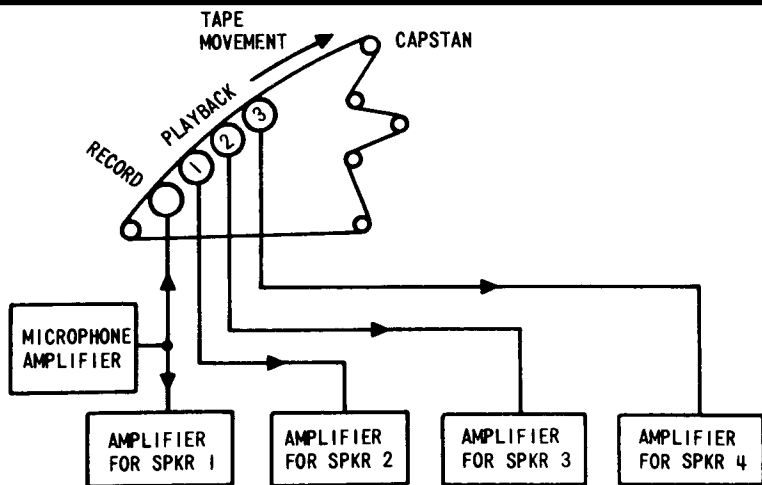 TAPE
MOVEMENT
CAPSTAN
PLAYBACK
RECORD
1
2
3
MICROPHONE
AMPLIFIER
AMPLIFIER
FOR SPKR 1
AMPLIFIER
FOR SPKR 2
AMPLIFIER
FOR SPKR 3
AMPLIFIER
FOR SPKR 4